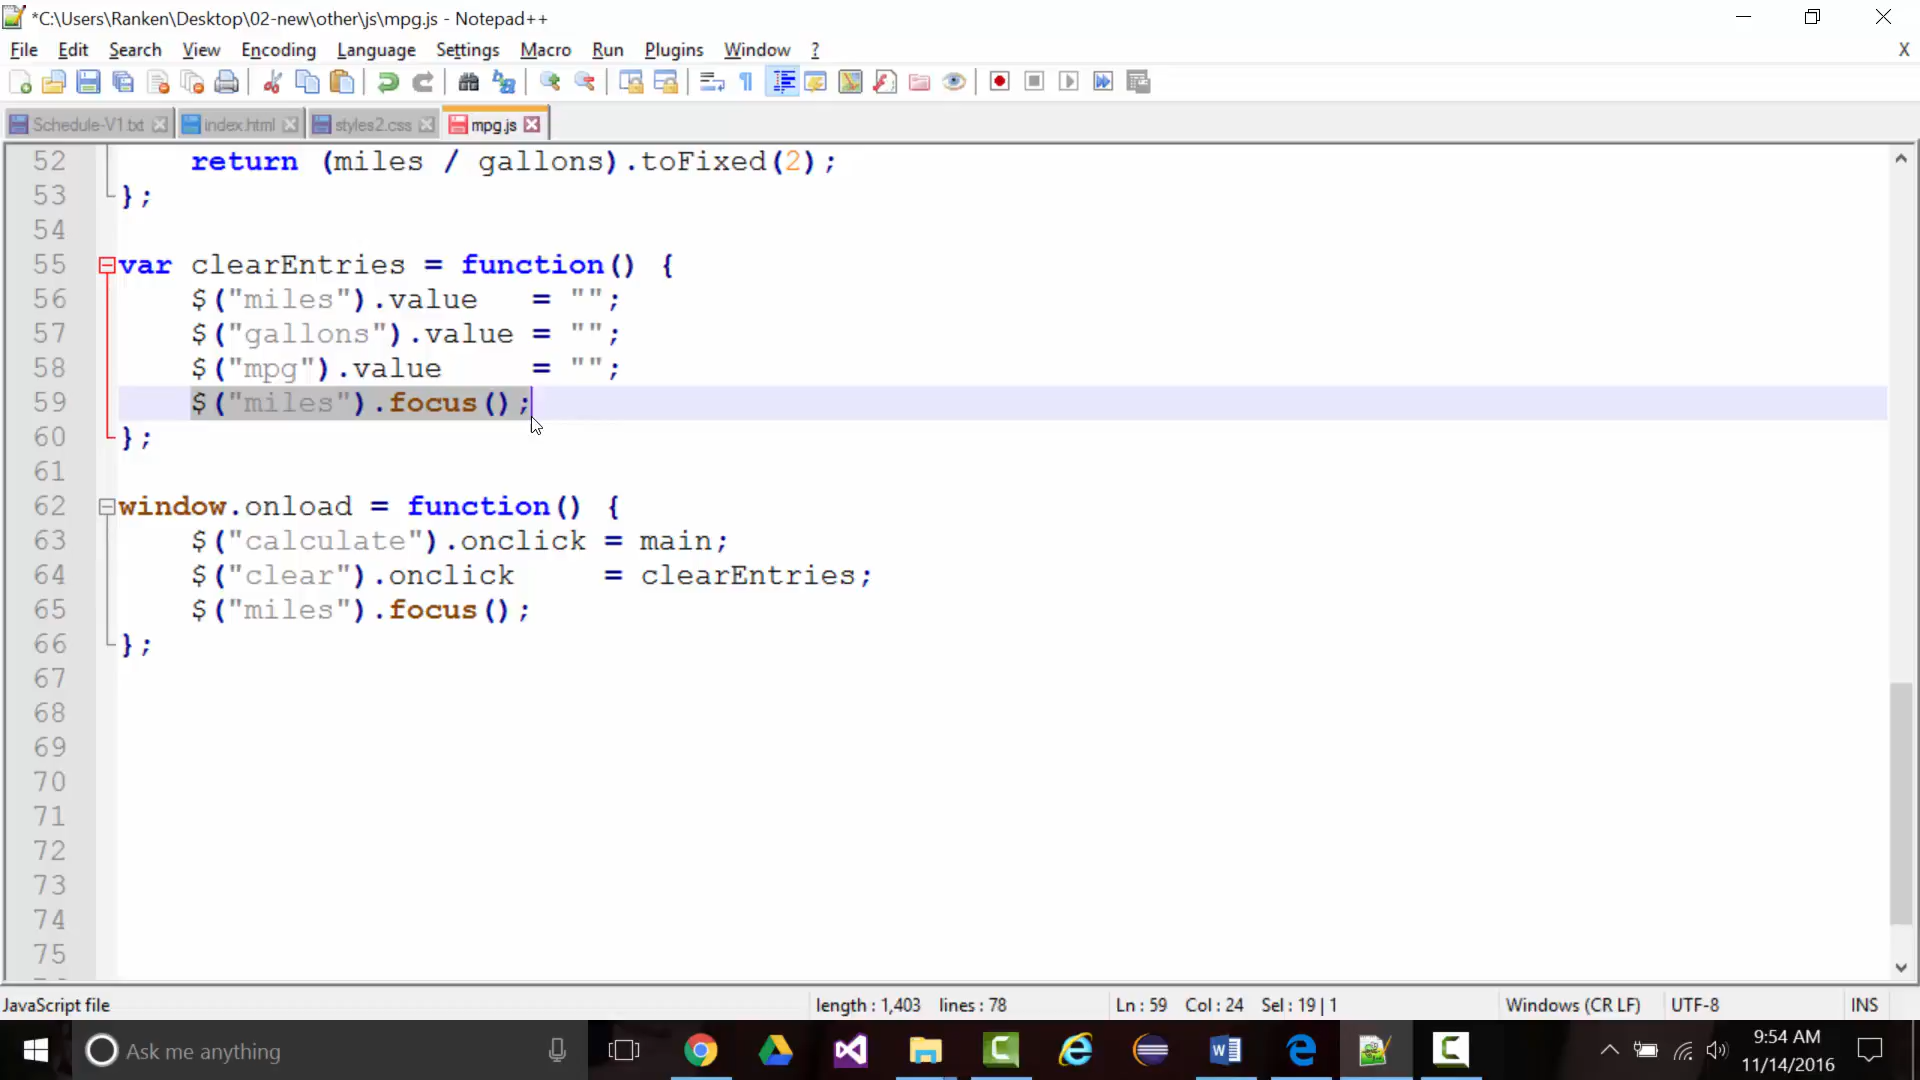 *C:\Users\Ranken\Desktop\02-new\other\js\mpg.js - Notepad++
File Edit Search View Encoding Language Settings Macro Run Plugins Window ? X
Schedule-V1.txt index.html styles2.css mpg.js
52 return (miles / gallons).toFixed(2);
53 };
54
55 var clearEntries = function() {
56 $("miles").value   = "";
57 $("gallons").value = "";
58 $("mpg").value     = "";
59 $("miles").focus();
60 };
61
62 window.onload = function() {
63 $("calculate").onclick = main;
64 $("clear").onclick     = clearEntries;
65 $("miles").focus();
66 };
67
68
69
70
71
72
73
74
75
JavaScript file length : 1,403 lines : 78 Ln : 59 Col : 24 Sel : 19 | 1 Windows (CR LF) UTF-8 INS
Ask me anything
9:54 AM
11/14/2016